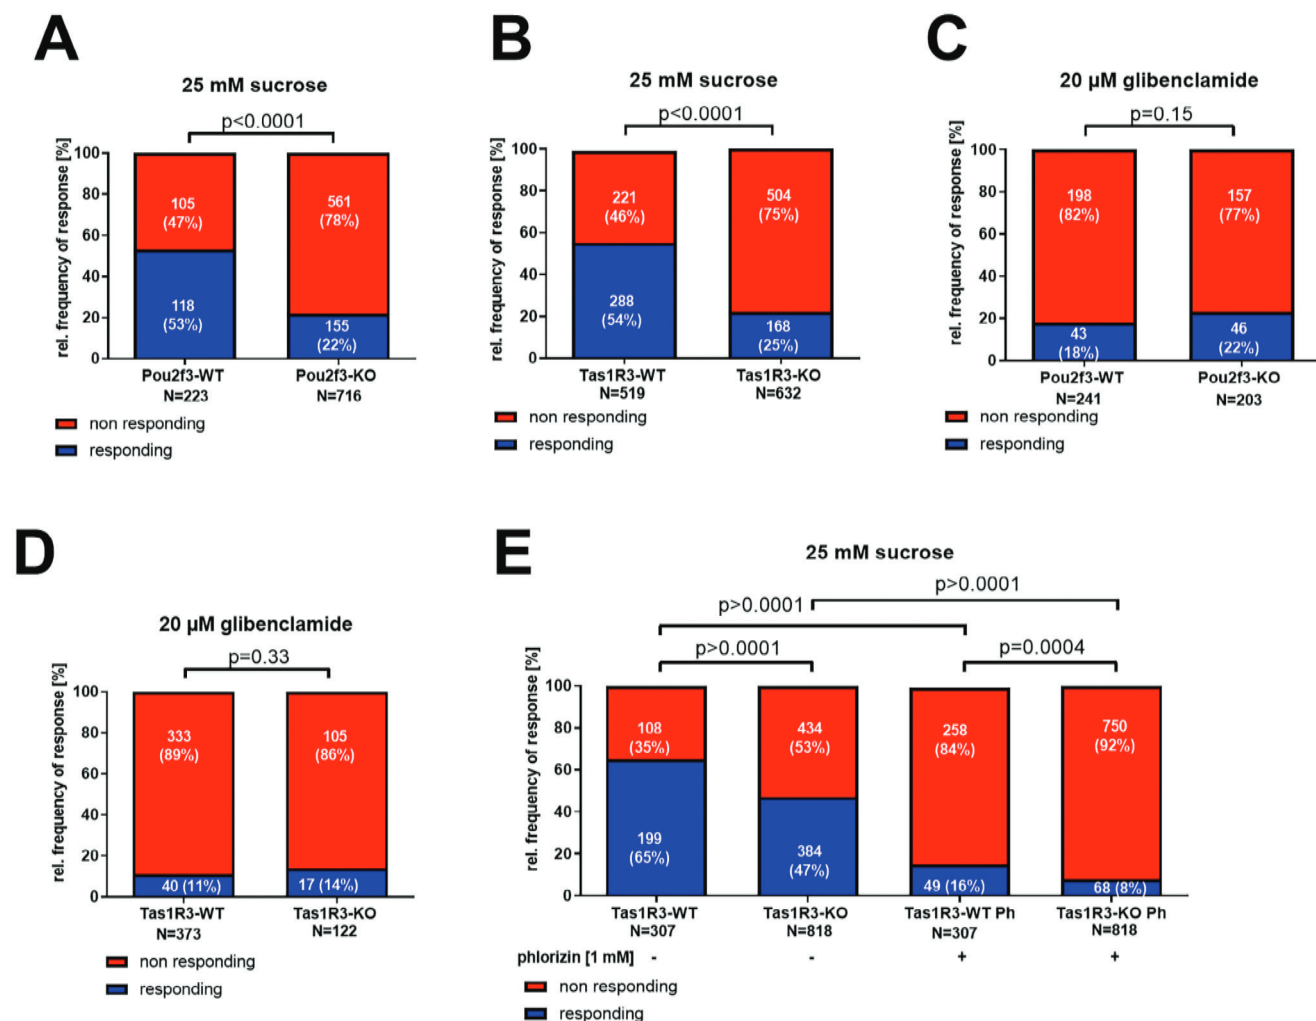 A
25 mM sucrose
p<0.0001
rel. frequency of response [%]
100
80
60
40
20
0
105
(47%)
561
(78%)
118
(53%)
155
(22%)
Pou2f3-WT
N=223
Pou2f3-KO
N=716
non responding
responding
B
25 mM sucrose
p<0.0001
rel. frequency of response [%]
100
80
60
40
20
0
221
(46%)
504
(75%)
288
(54%)
168
(25%)
Tas1R3-WT
N=519
Tas1R3-KO
N=632
non responding
responding
C
20 µM glibenclamide
p=0.15
rel. frequency of response [%]
100
80
60
40
20
0
198
(82%)
157
(77%)
43
(18%)
46
(22%)
Pou2f3-WT
N=241
Pou2f3-KO
N=203
non responding
responding
D
20 µM glibenclamide
p=0.33
rel. frequency of response [%]
100
80
60
40
20
0
333
(89%)
105
(86%)
40 (11%)
17 (14%)
Tas1R3-WT
N=373
Tas1R3-KO
N=122
non responding
responding
E
25 mM sucrose
p>0.0001
p>0.0001
p>0.0001
p=0.0004
rel. frequency of response [%]
100
80
60
40
20
0
108
(35%)
434
(53%)
258
(84%)
750
(92%)
199
(65%)
384
(47%)
49 (16%)
68 (8%)
Tas1R3-WT
N=307
Tas1R3-KO
N=818
Tas1R3-WT Ph
N=307
Tas1R3-KO Ph
N=818
phlorizin [1 mM] - - + +
non responding
responding